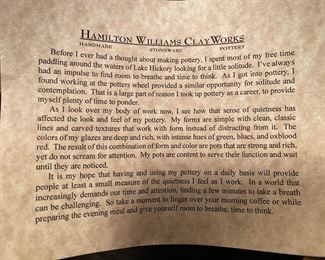 HAMILTON WILLIAMS CLAYWORKS
HANDMADE STONEWARE POTTERY
Before I ever had a thought about making pottery, I spent most of my free time
paddling around the waters of Lake Hickory looking for a little solitude. I've always
had an impulse to find room to breathe and time to think. As I got into pottery, I
found working at the potters wheel provided a similar opportunity for solitude and
contemplation. That is a large part of reason I took up pottery as a career, to provide
myself plenty of time to ponder.
As I look over my body of work now, I see how that sense of quietness has
affected the look and feel of my pottery. My forms are simple with clean, classic
lines and carved textures that work with form instead of distracting from it. The
colors of my glazes are deep and rich, with intense hues of green, blues, and oxblood
red. The result of this combination of form and color are pots that are strong and rich,
yet do not scream for attention. My pots are content to serve their function and wait
until they are noticed.
It is my hope that having and using my pottery on a daily basis will provide
people at least a small measure of the quietness I feel as I work. In a world that
increasingly demands our time and attention, finding a few minutes to take a breath
can be challenging. So take a moment to linger over your morning coffee or while
preparing the evening meal and give yourself room to breathe, time to think.